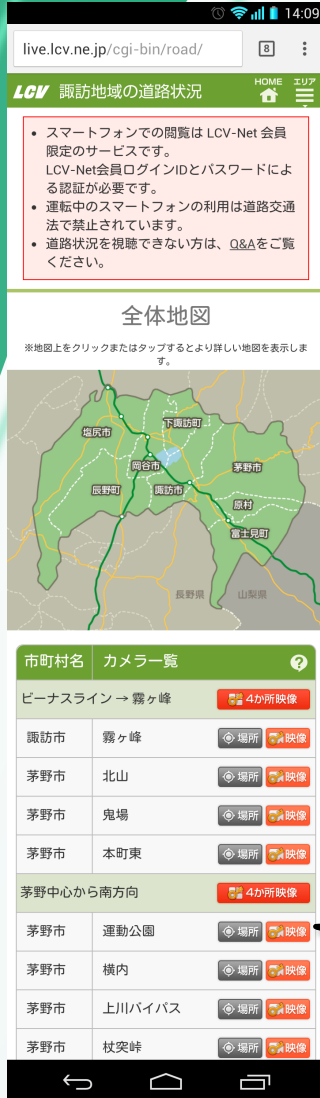 14:09
live.lcv.ne.jp/cgi-bin/road/
8
LCV 諏訪地域の道路状況
HOME
エリア
• スマートフォンでの閲覧は LCV-Net 会員
限定のサービスです。
LCV-Net会員ログインIDとパスワードによ
る認証が必要です。
• 運転中のスマートフォンの利用は道路交通
法で禁止されています。
• 道路状況を視聴できない方は、Q&Aをご覧
ください。
全体地図
※地図上をクリックまたはタップするとより詳しい地図を表示しま
す。
下諏訪町
塩尻市
岡谷市
茅野市
辰野町
諏訪市
原村
富士見町
長野県
山梨県
市町村名 カメラ一覧 ?
ビーナスライン → 霧ヶ峰 4か所映像
諏訪市 霧ヶ峰 場所 映像
茅野市 北山 場所 映像
茅野市 鬼場 場所 映像
茅野市 本町東 場所 映像
茅野中心から南方向 4か所映像
茅野市 運動公園 場所 映像
茅野市 横内 場所 映像
茅野市 上川バイパス 場所 映像
茅野市 杖突峠 場所 映像